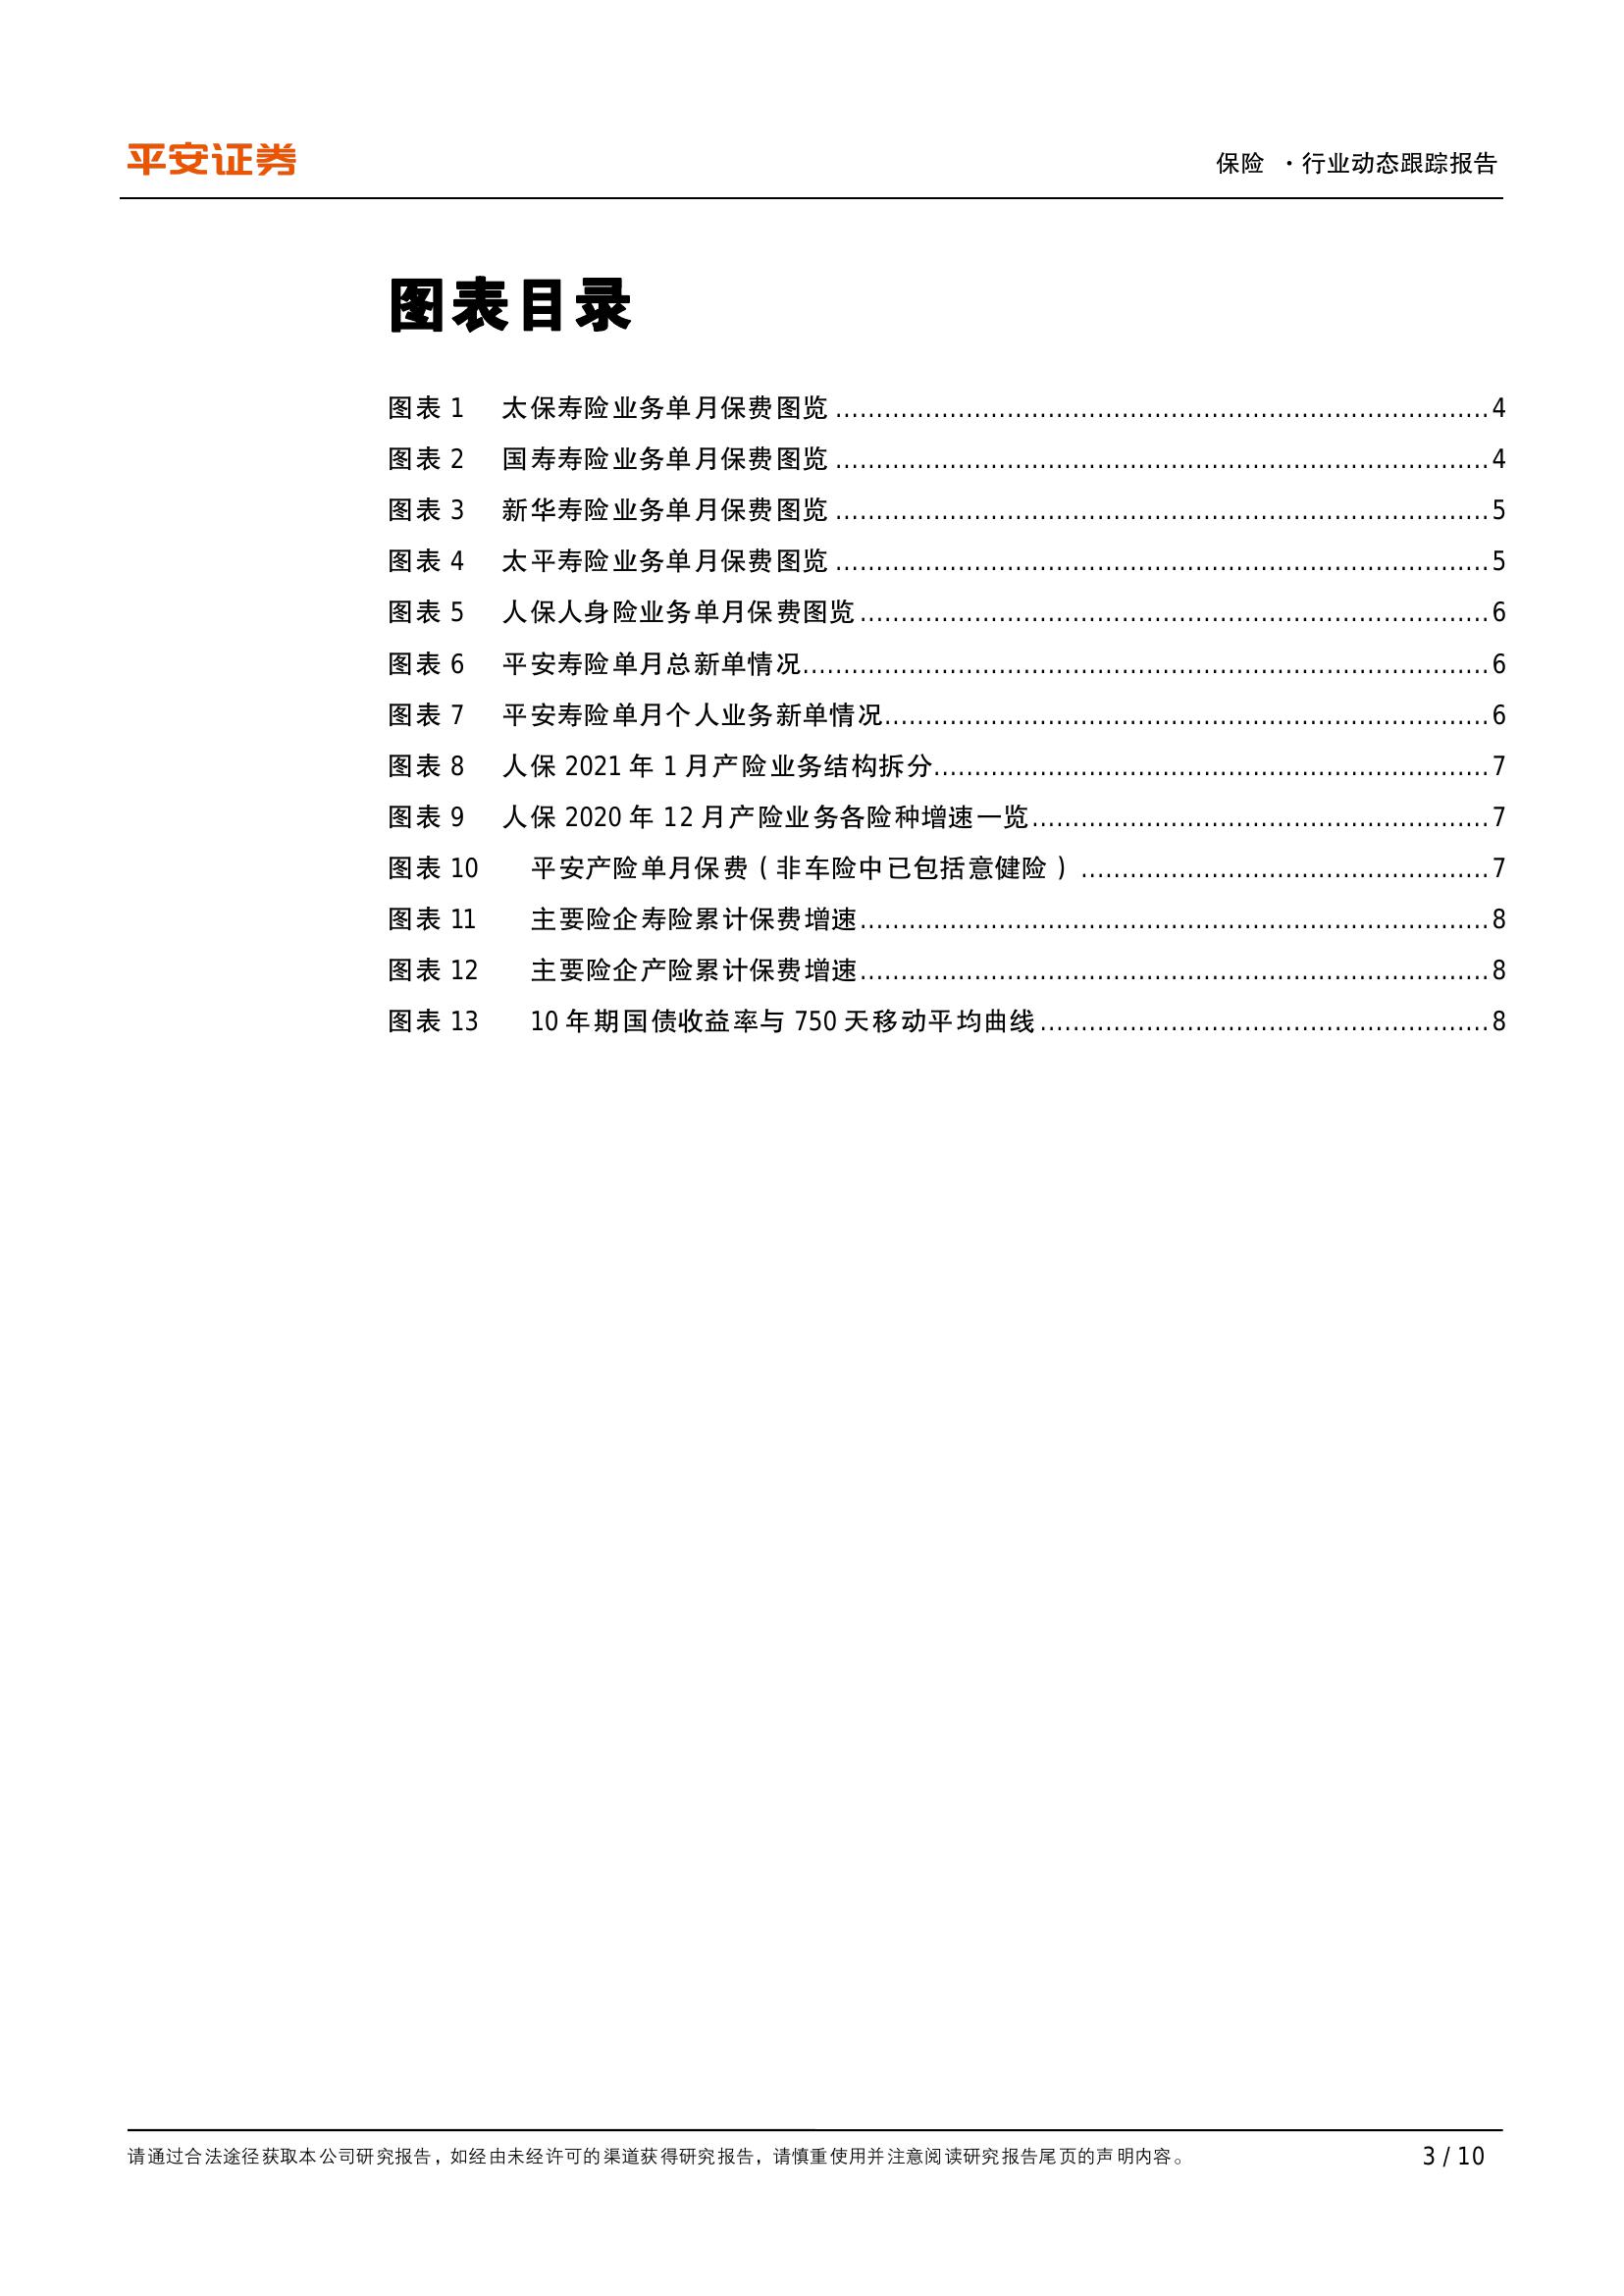 平安证券
保险 ·行业动态跟踪报告
图表目录
图表 1 太保寿险业务单月保费图览 ................................................................................4
图表 2 国寿寿险业务单月保费图览 ................................................................................4
图表 3 新华寿险业务单月保费图览 ................................................................................5
图表 4 太平寿险业务单月保费图览 ................................................................................5
图表 5 人保人身险业务单月保费图览 .............................................................................6
图表 6 平安寿险单月总新单情况....................................................................................6
图表 7 平安寿险单月个人业务新单情况..........................................................................6
图表 8 人保 2021 年 1 月产险业务结构拆分....................................................................7
图表 9 人保 2020 年 12 月产险业务各险种增速一览........................................................7
图表 10 平安产险单月保费（非车险中已包括意健险） ..................................................7
图表 11 主要险企寿险累计保费增速.............................................................................8
图表 12 主要险企产险累计保费增速.............................................................................8
图表 13 10 年期国债收益率与 750 天移动平均曲线.......................................................8
请通过合法途径获取本公司研究报告，如经由未经许可的渠道获得研究报告，请慎重使用并注意阅读研究报告尾页的声明内容。 3 / 10